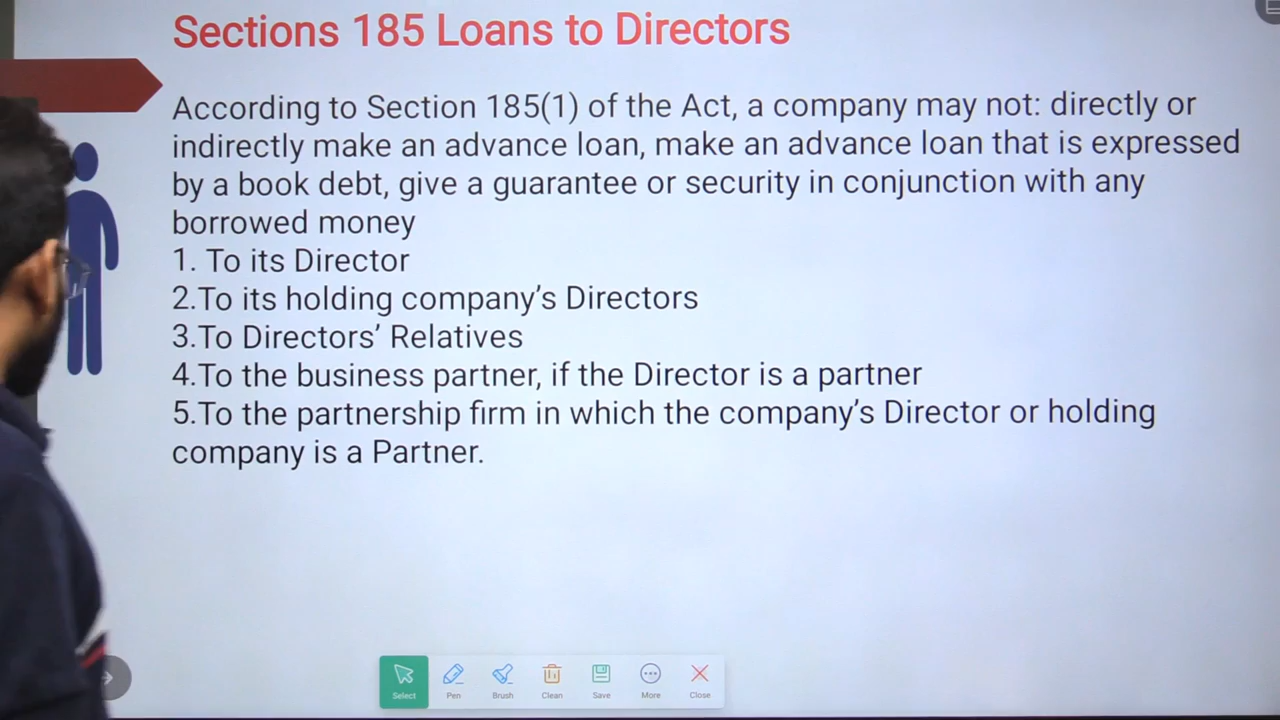 Sections 185 Loans to Directors
According to Section 185(1) of the Act, a company may not: directly or
indirectly make an advance loan, make an advance loan that is expressed
by a book debt, give a guarantee or security in conjunction with any
borrowed money
1. To its Director
2.To its holding company’s Directors
3.To Directors’ Relatives
4.To the business partner, if the Director is a partner
5.To the partnership firm in which the company’s Director or holding
company is a Partner.
Select Pen Brush Clean Save More Close